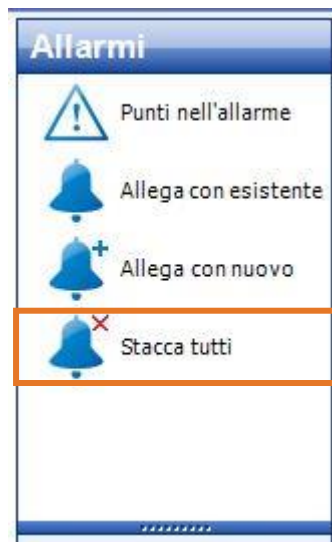 Allarmi
Punti nell'allarme
Allega con esistente
Allega con nuovo
Stacca tutti